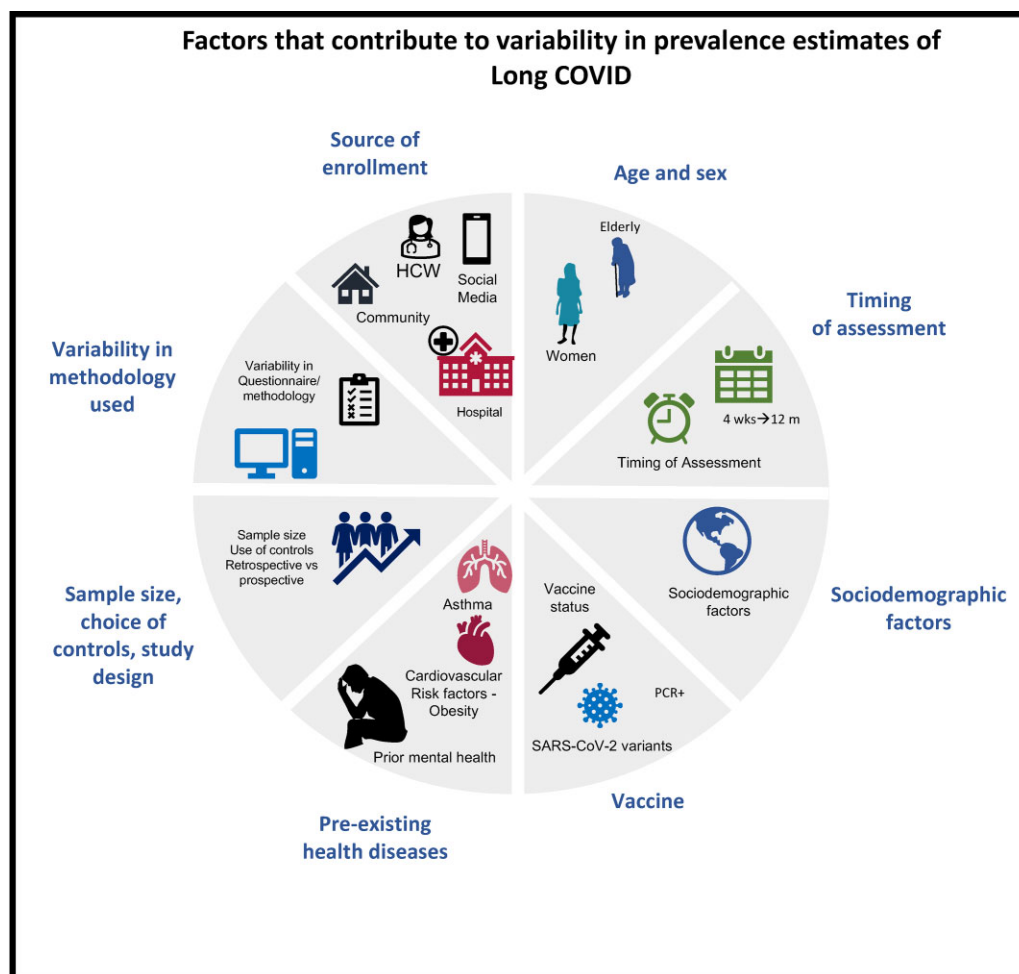 Factors that contribute to variability in prevalence estimates of
Long COVID
Source of
enrollment
HCW
Social
Media
Community
Hospital
Age and sex
Elderly
Women
Timing
of assessment
4 wks→12 m
Timing of Assessment
Sociodemographic
factors
Sociodemographic
factors
Vaccine
status
PCR+
SARS-CoV-2 variants
Vaccine
Asthma
Cardiovascular
Risk factors -
Obesity
Prior mental health
Pre-existing
health diseases
Sample size
Use of controls
Retrospective vs
prospective
Sample size,
choice of
controls, study
design
Variability in
Questionnaire/
methodology
Variability in
methodology
used